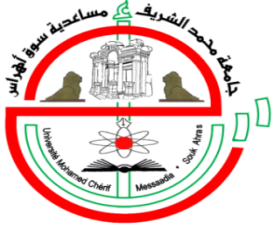 جامعة محمد الشريف مساعدية سوق أهراس
Université Mohamed Chérif Messaadia • Souk Ahras